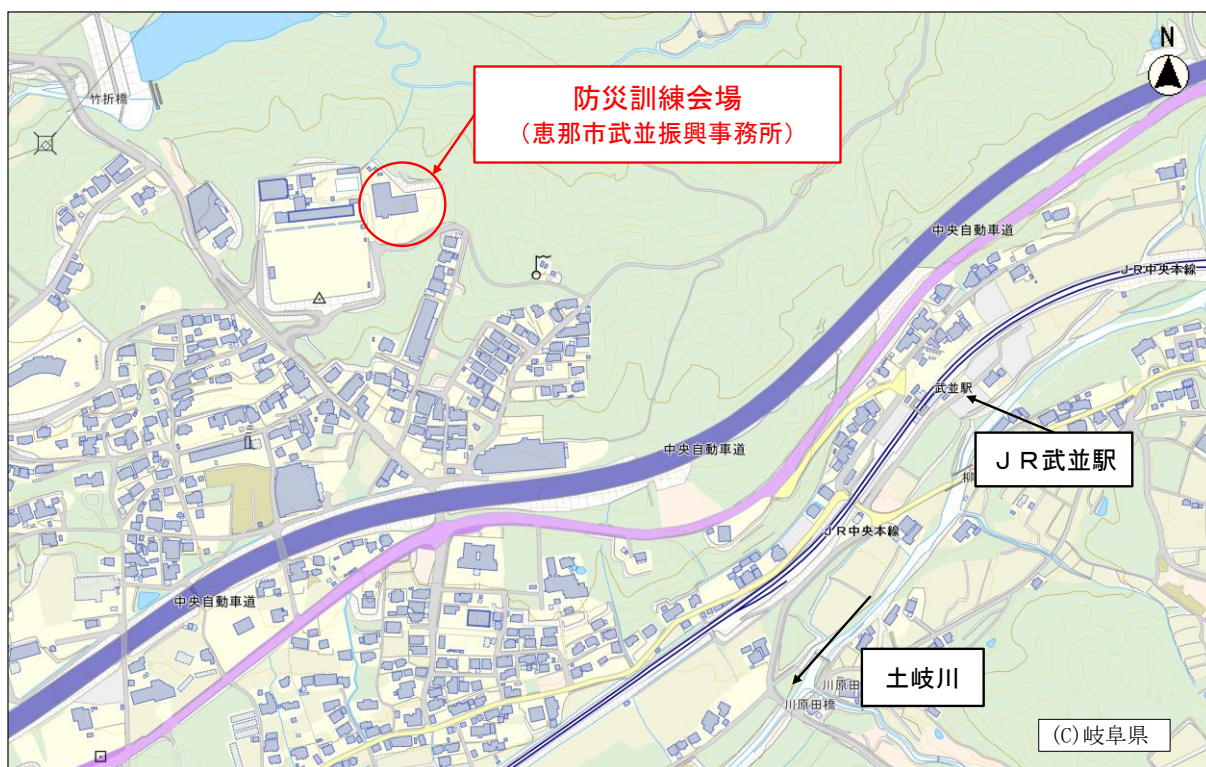 N
竹折橋
防災訓練会場
（恵那市武並振興事務所）
中央自動車道
ＪＲ中央本線
武並駅
ＪＲ武並駅
中央自動車道
柳
ＪＲ中央本線
中央自動車道
土岐川
川原田
川原田橋
(C)岐阜県